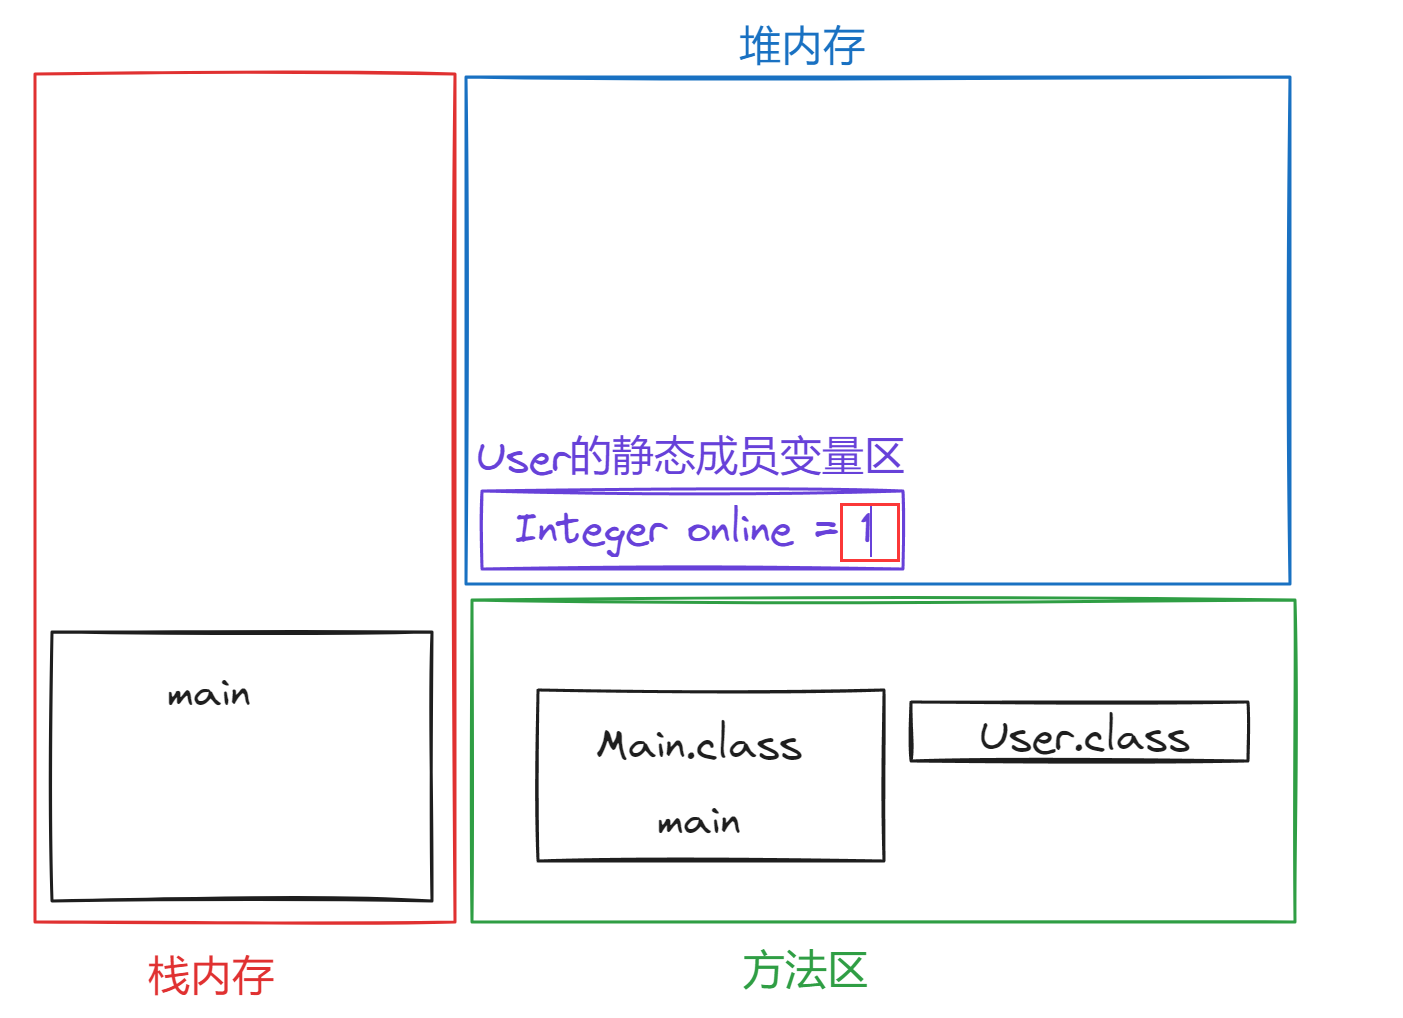 堆内存
User的静态成员变量区
Integer online = 1
main
Main.class
main
User.class
栈内存
方法区